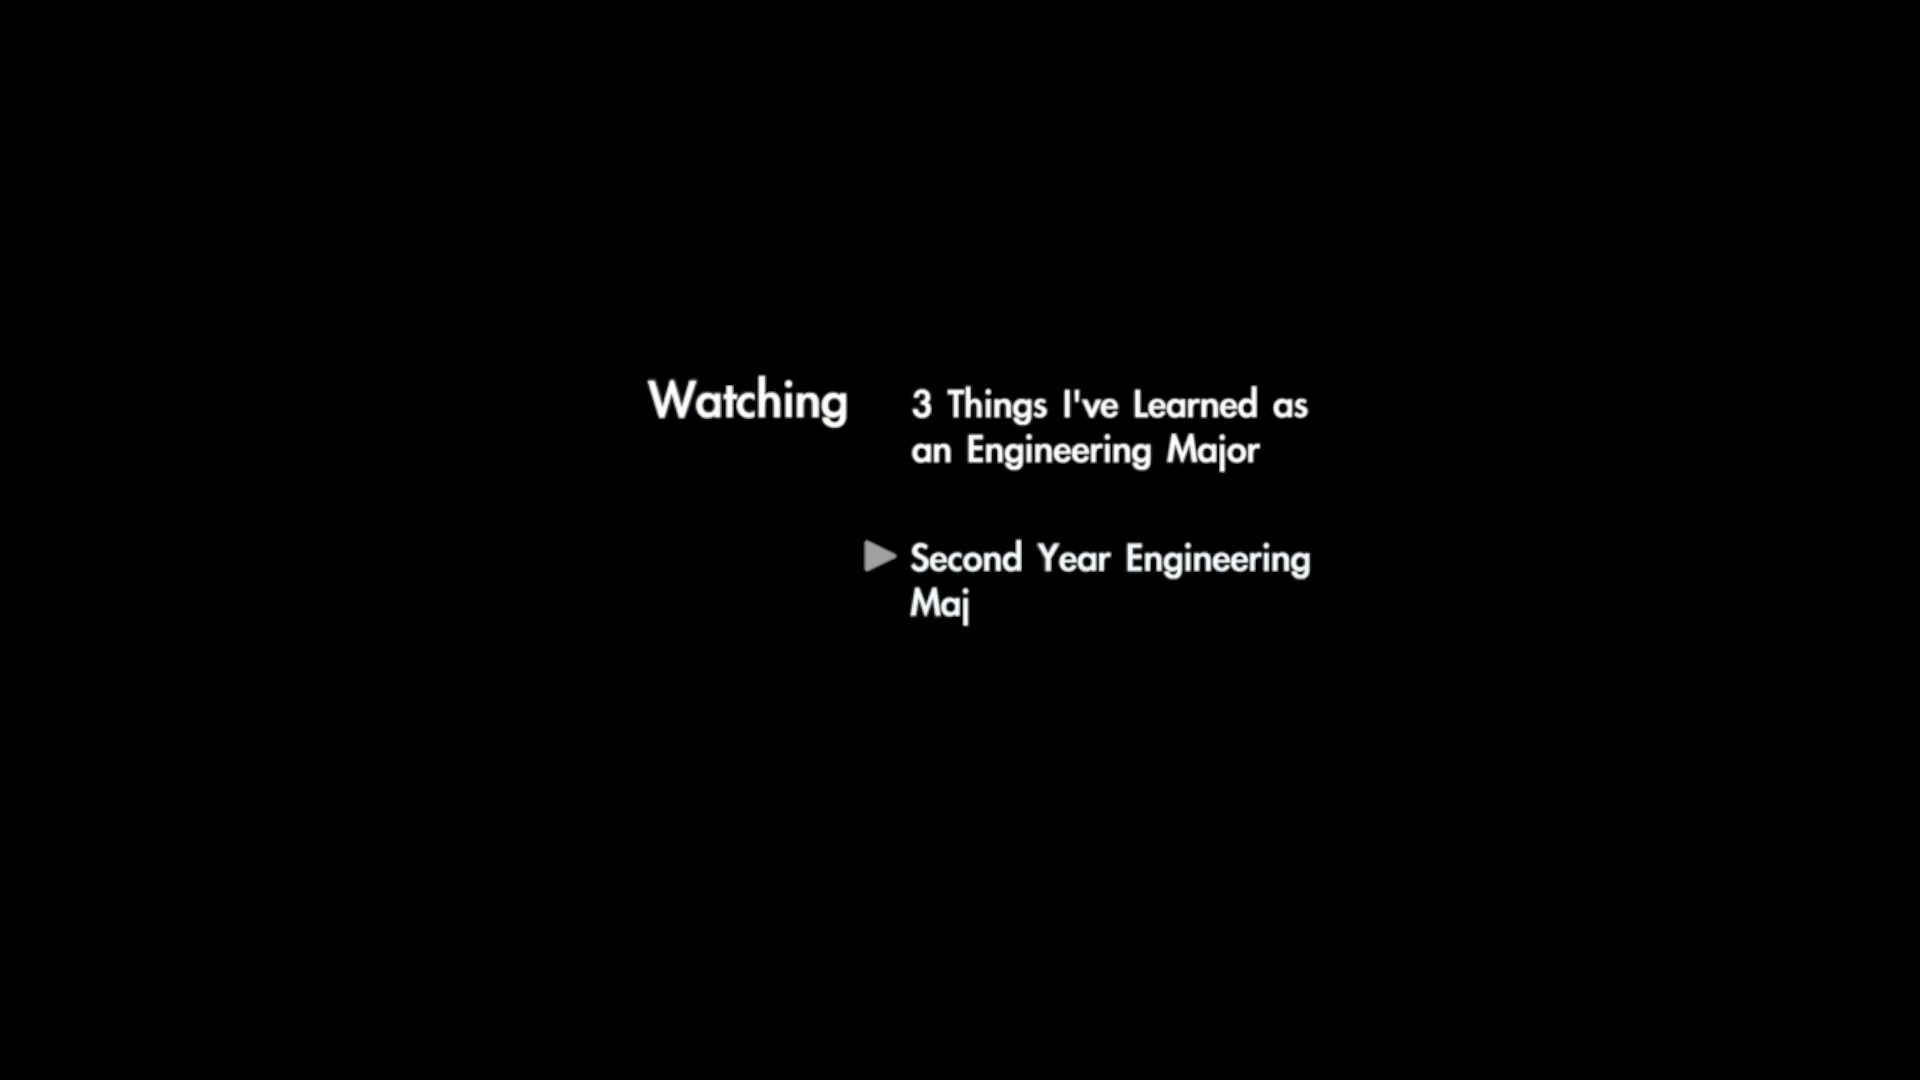 Watching
3 Things I've Learned as
an Engineering Major
Second Year Engineering
Maj